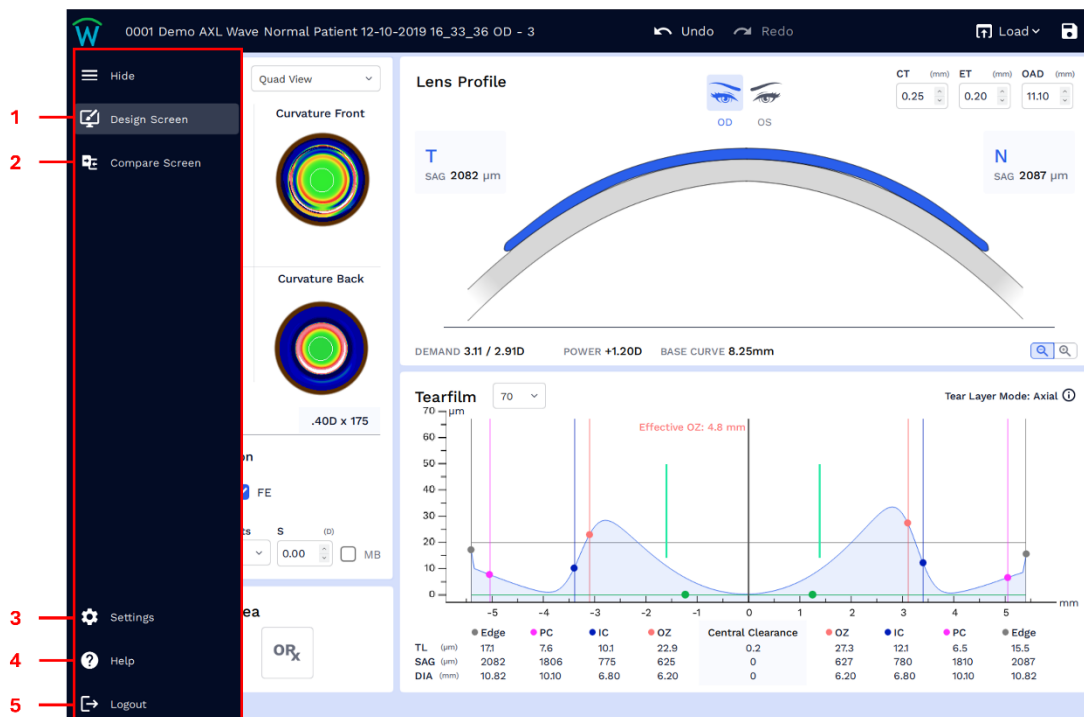 0001 Demo AXL Wave Normal Patient 12-10-2019 16_33_36 OD - 3
Undo
Redo
Load
Hide
1
Design Screen
2
Compare Screen
3
Settings
4
Help
5
Logout
Quad View
Curvature Front
Curvature Back
.40D x 175
on
FE
ts
S (D)
0.00
MB
ea
ORx
Lens Profile
OD
OS
CT (mm) ET (mm) OAD (mm)
0.25 0.20 11.10
T
SAG 2082 μm
N
SAG 2087 μm
DEMAND 3.11 / 2.91D POWER +1.20D BASE CURVE 8.25mm
Tearfilm 70
Tear Layer Mode: Axial
70 μm
60
50
40
30
20
10
0
Effective OZ: 4.8 mm
-5 -4 -3 -2 -1 0 1 2 3 4 5 mm
Edge PC IC OZ Central Clearance OZ IC PC Edge
TL (μm) 17.1 7.6 10.1 22.9 0.2 27.3 12.1 6.5 15.5
SAG (μm) 2082 1806 775 625 0 627 780 1810 2087
DIA (mm) 10.82 10.10 6.80 6.20 0 6.20 6.80 10.10 10.82